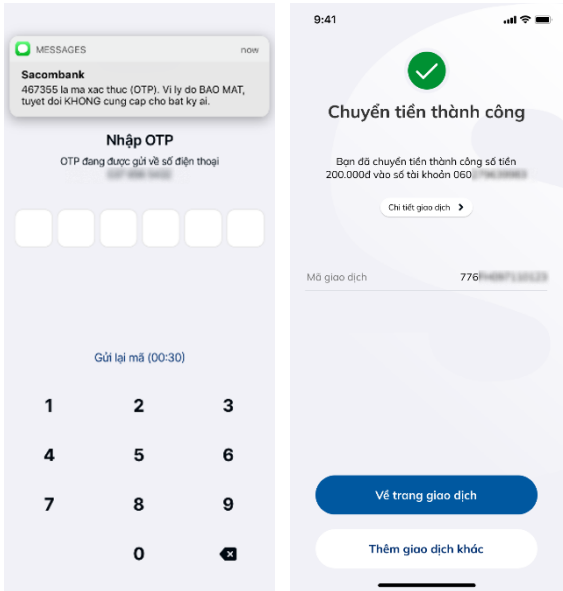 MESSAGES
now
Sacombank
467355 la ma xac thuc (OTP). Vi ly do BAO MAT,
tuyet doi KHONG cung cap cho bat ky ai.
Nhập OTP
OTP đang được gửi về số điện thoại
Gửi lại mã (00:30)
1 2 3
4 5 6
7 8 9
0
9:41
Chuyển tiền thành công
Bạn đã chuyển tiền thành công số tiền
200.000đ vào số tài khoản 060
Chi tiết giao dịch
Mã giao dịch 776
Về trang giao dịch
Thêm giao dịch khác